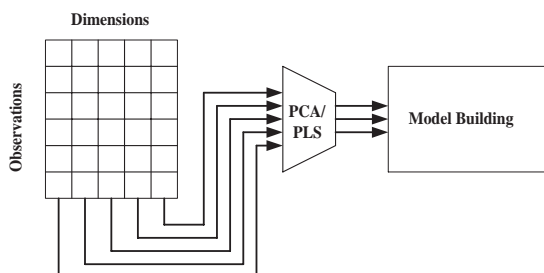 Dimensions
Observations
PCA/
PLS
Model Building